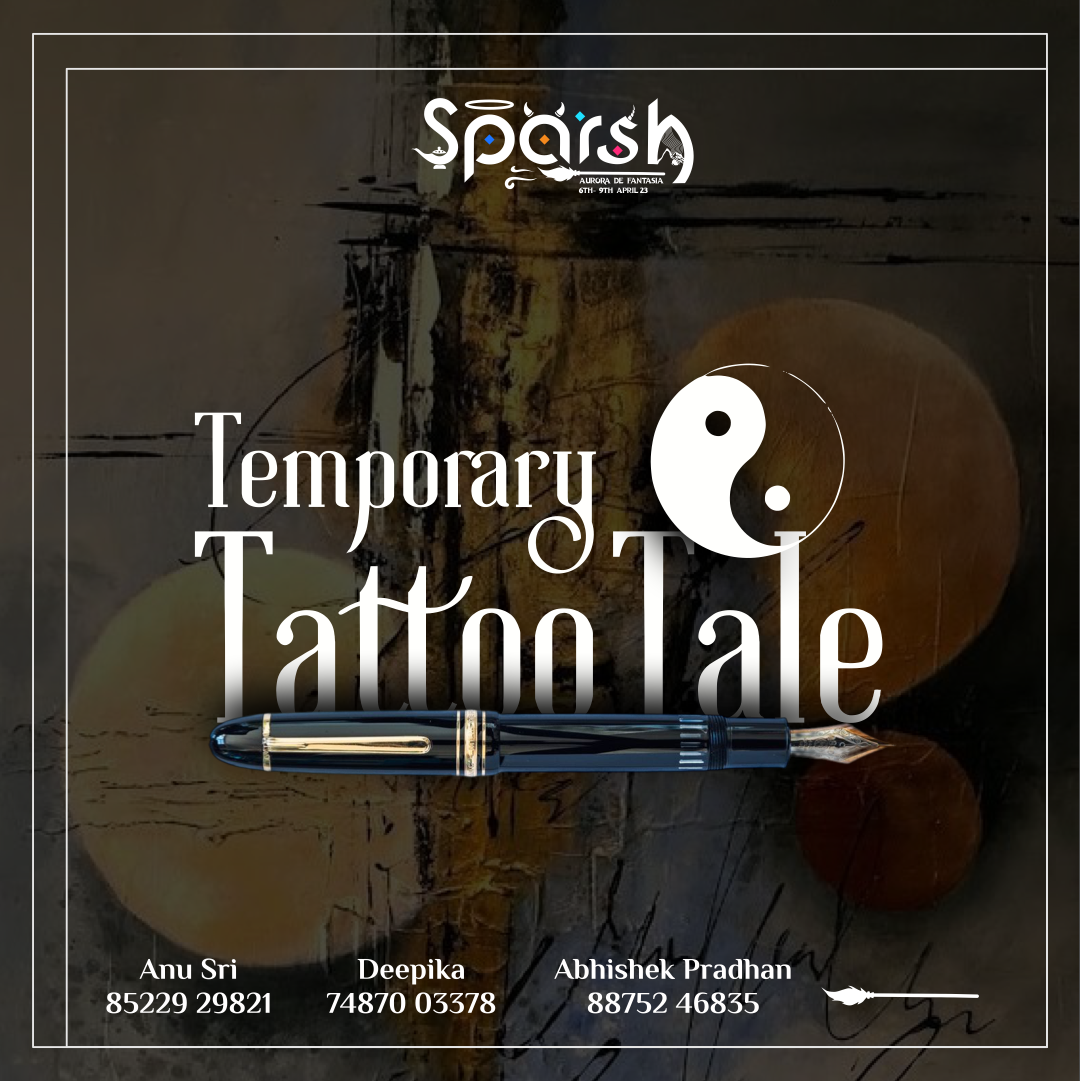 Sparsh
AURORA DE FANTASIA
6TH- 9TH APRIL 23
Temporary
Tattoo Tale
Anu Sri
85229 29821
Deepika
74870 03378
Abhishek Pradhan
88752 46835